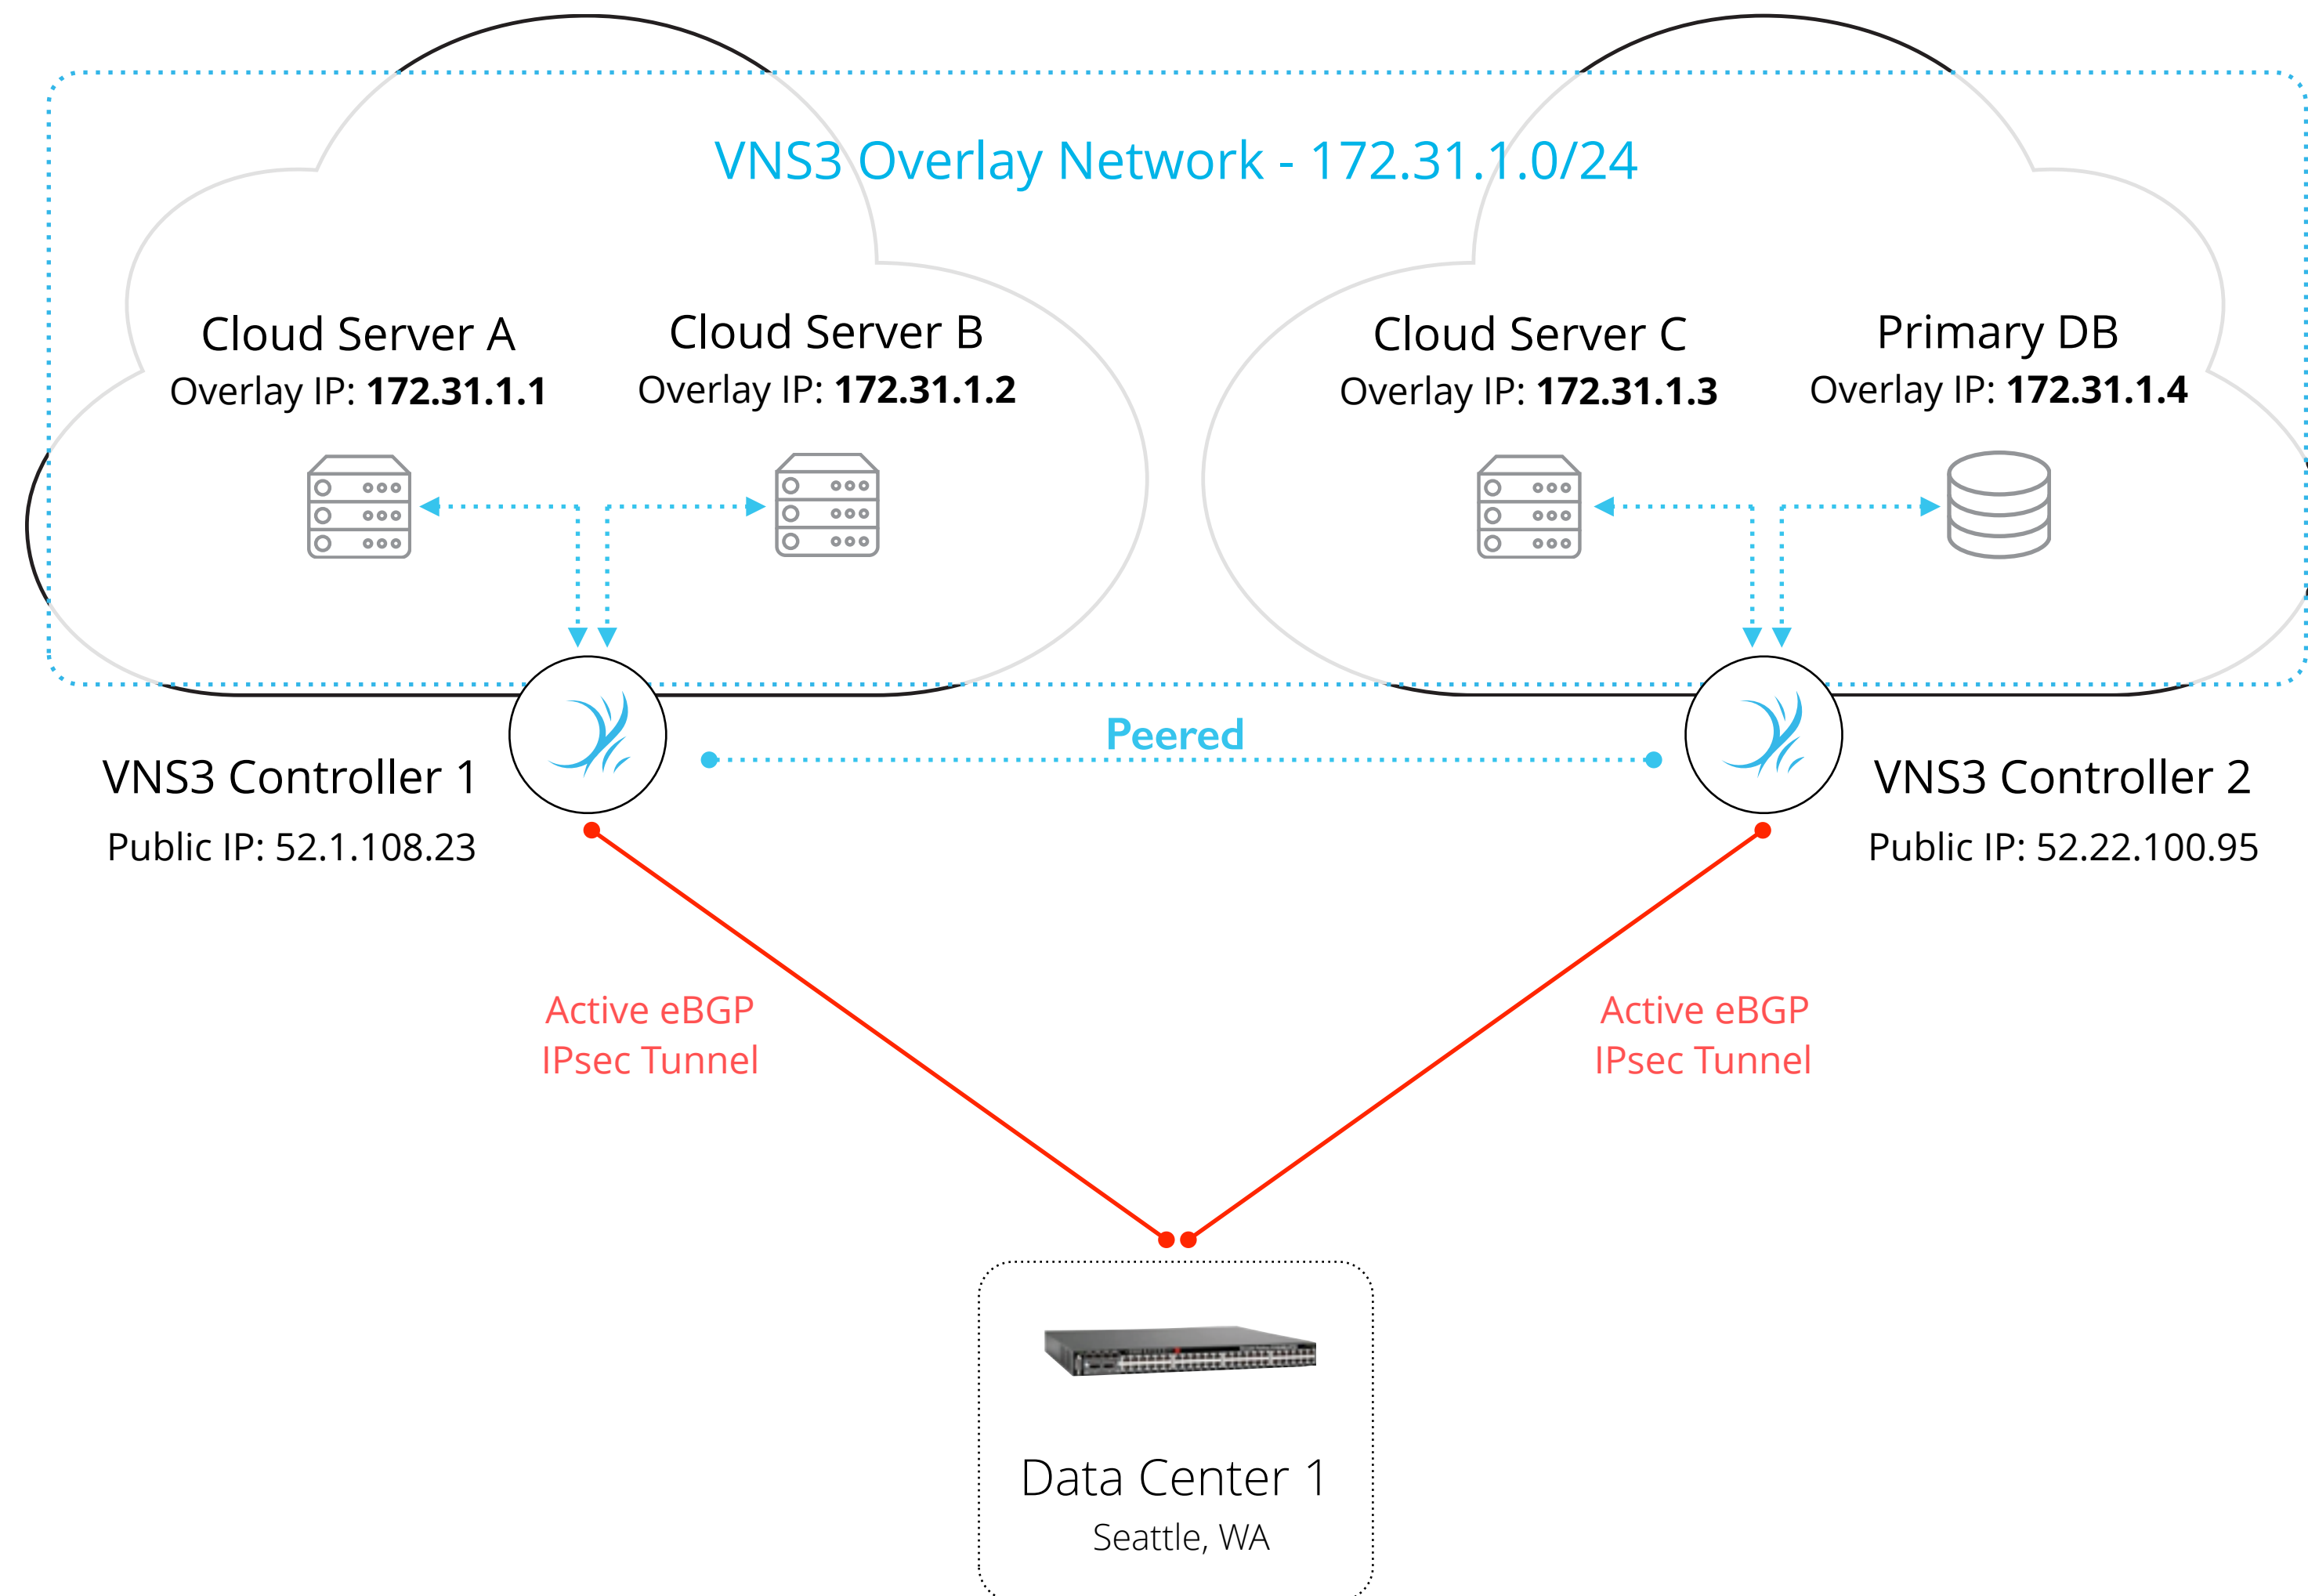 VNS3 Overlay Network - 172.31.1.0/24
Cloud Server A
Overlay IP: 172.31.1.1
Cloud Server B
Overlay IP: 172.31.1.2
Cloud Server C
Overlay IP: 172.31.1.3
Primary DB
Overlay IP: 172.31.1.4
Peered
VNS3 Controller 1
Public IP: 52.1.108.23
VNS3 Controller 2
Public IP: 52.22.100.95
Active eBGP
IPsec Tunnel
Active eBGP
IPsec Tunnel
Data Center 1
Seattle, WA